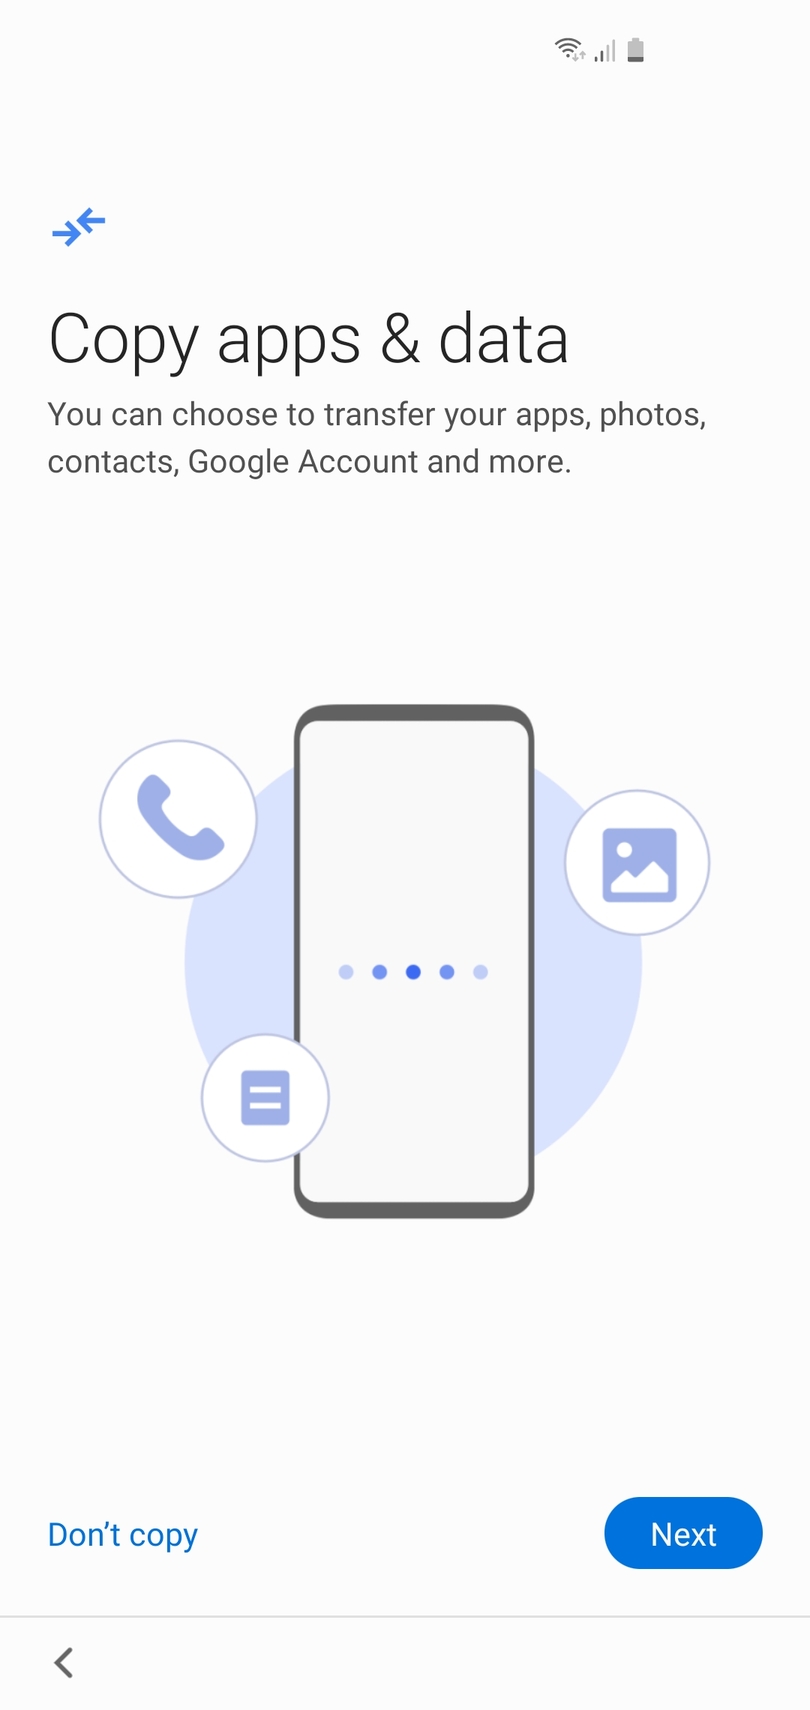 Copy apps & data
You can choose to transfer your apps, photos,
contacts, Google Account and more.
Don’t copy
Next